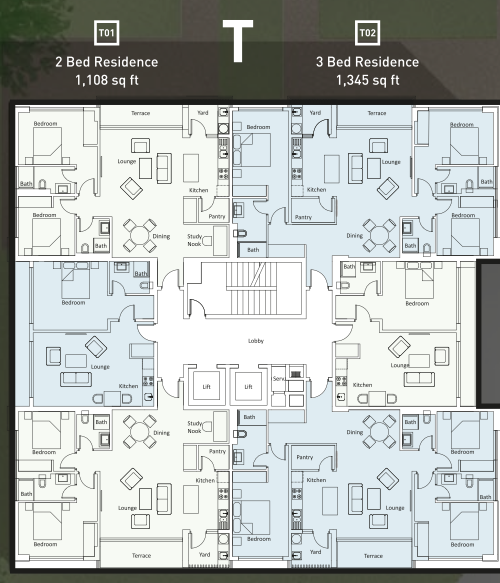 T01
T
T02
2 Bed Residence
3 Bed Residence
1,108 sq ft
1,345 sq ft
Terrace
Yard
Yard
Terrace
Bedroom
Bedroom
Bedroom
Lounge
Lounge
Bath
Kitchen
Kitchen
Bath
Bedroom
Pantry
Pantry
Bedroom
Dining
Study
Nook
Dining
Bath
Bath
Bath
Bath
Bath
Bedroom
Bedroom
Lobby
Lounge
Lounge
Kitchen
Lift
Lift
Serv
Kitchen
Bath
Bath
Bath
Dining
Study
Nook
Dining
Bedroom
Pantry
Pantry
Bedroom
Kitchen
Kitchen
Bath
Bath
Lounge
Lounge
Bedroom
Bedroom
Bedroom
Terrace
Yard
Yard
Terrace